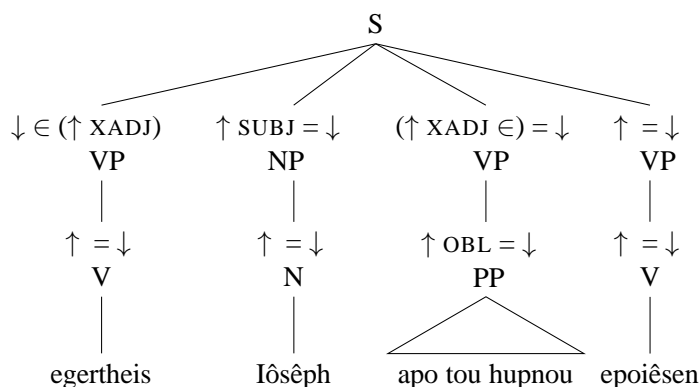 S
↓ ∈ (↑ XADJ) ↑ SUBJ = ↓ (↑ XADJ ∈) = ↓ ↑ = ↓
VP NP VP VP
↑ = ↓ ↑ = ↓ ↑ OBL = ↓ ↑ = ↓
V N PP V
egertheis Iôsêph apo tou hupnou epoiêsen